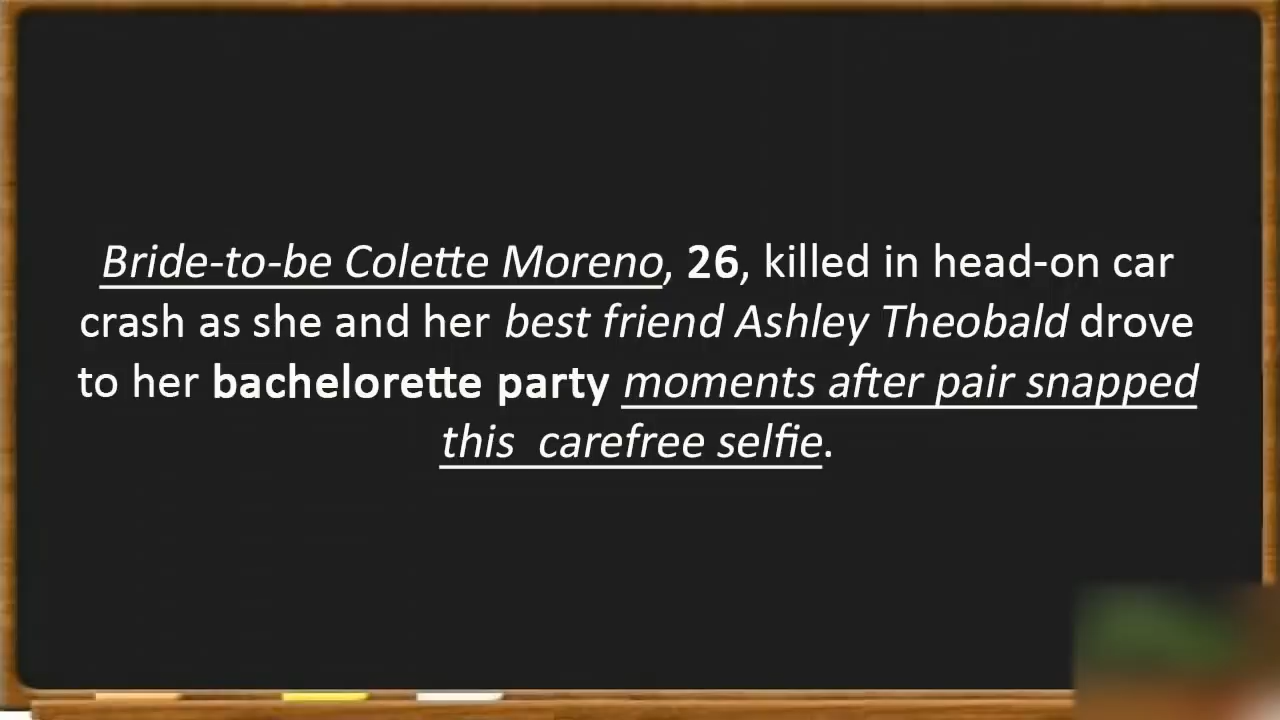 Bride-to-be Colette Moreno, 26, killed in head-on car
crash as she and her best friend Ashley Theobald drove
to her bachelorette party moments after pair snapped
this  carefree selfie.